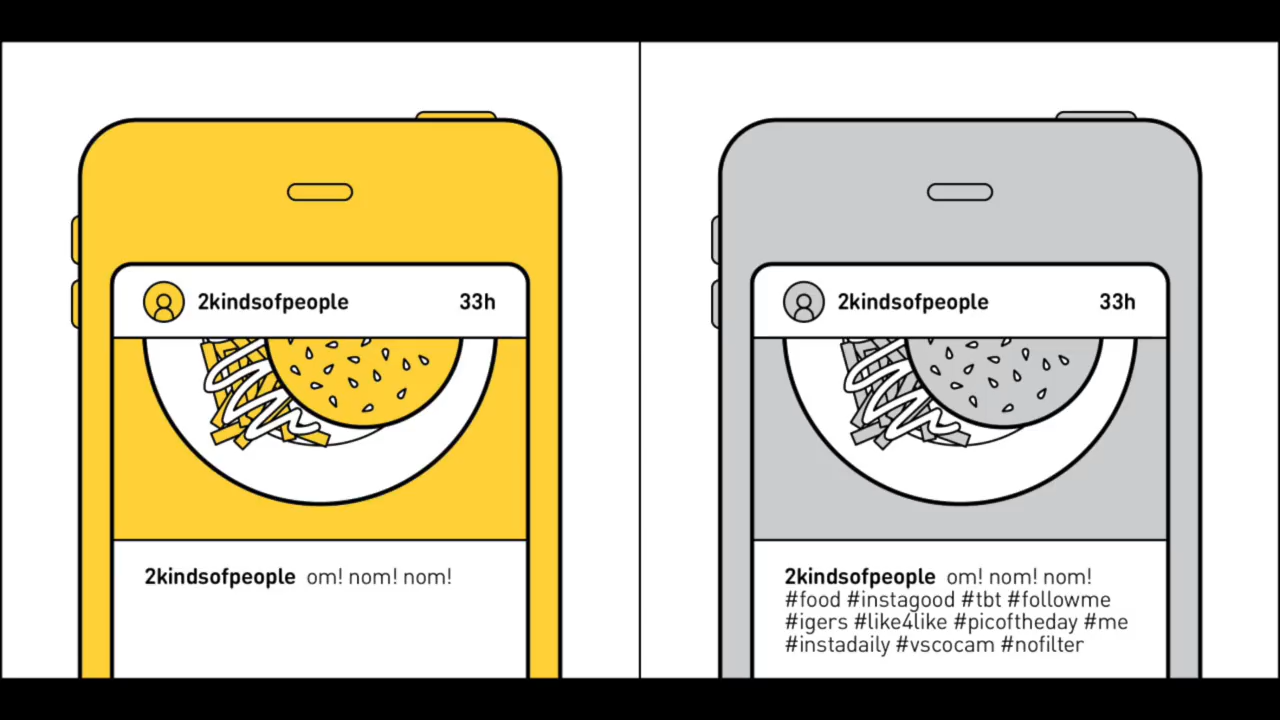 2kindsofpeople 33h
2kindsofpeople om! nom! nom!
2kindsofpeople 33h
2kindsofpeople om! nom! nom!
#food #instagood #tbt #followme
#igers #like4like #picoftheday #me
#instadaily #vscocam #nofilter